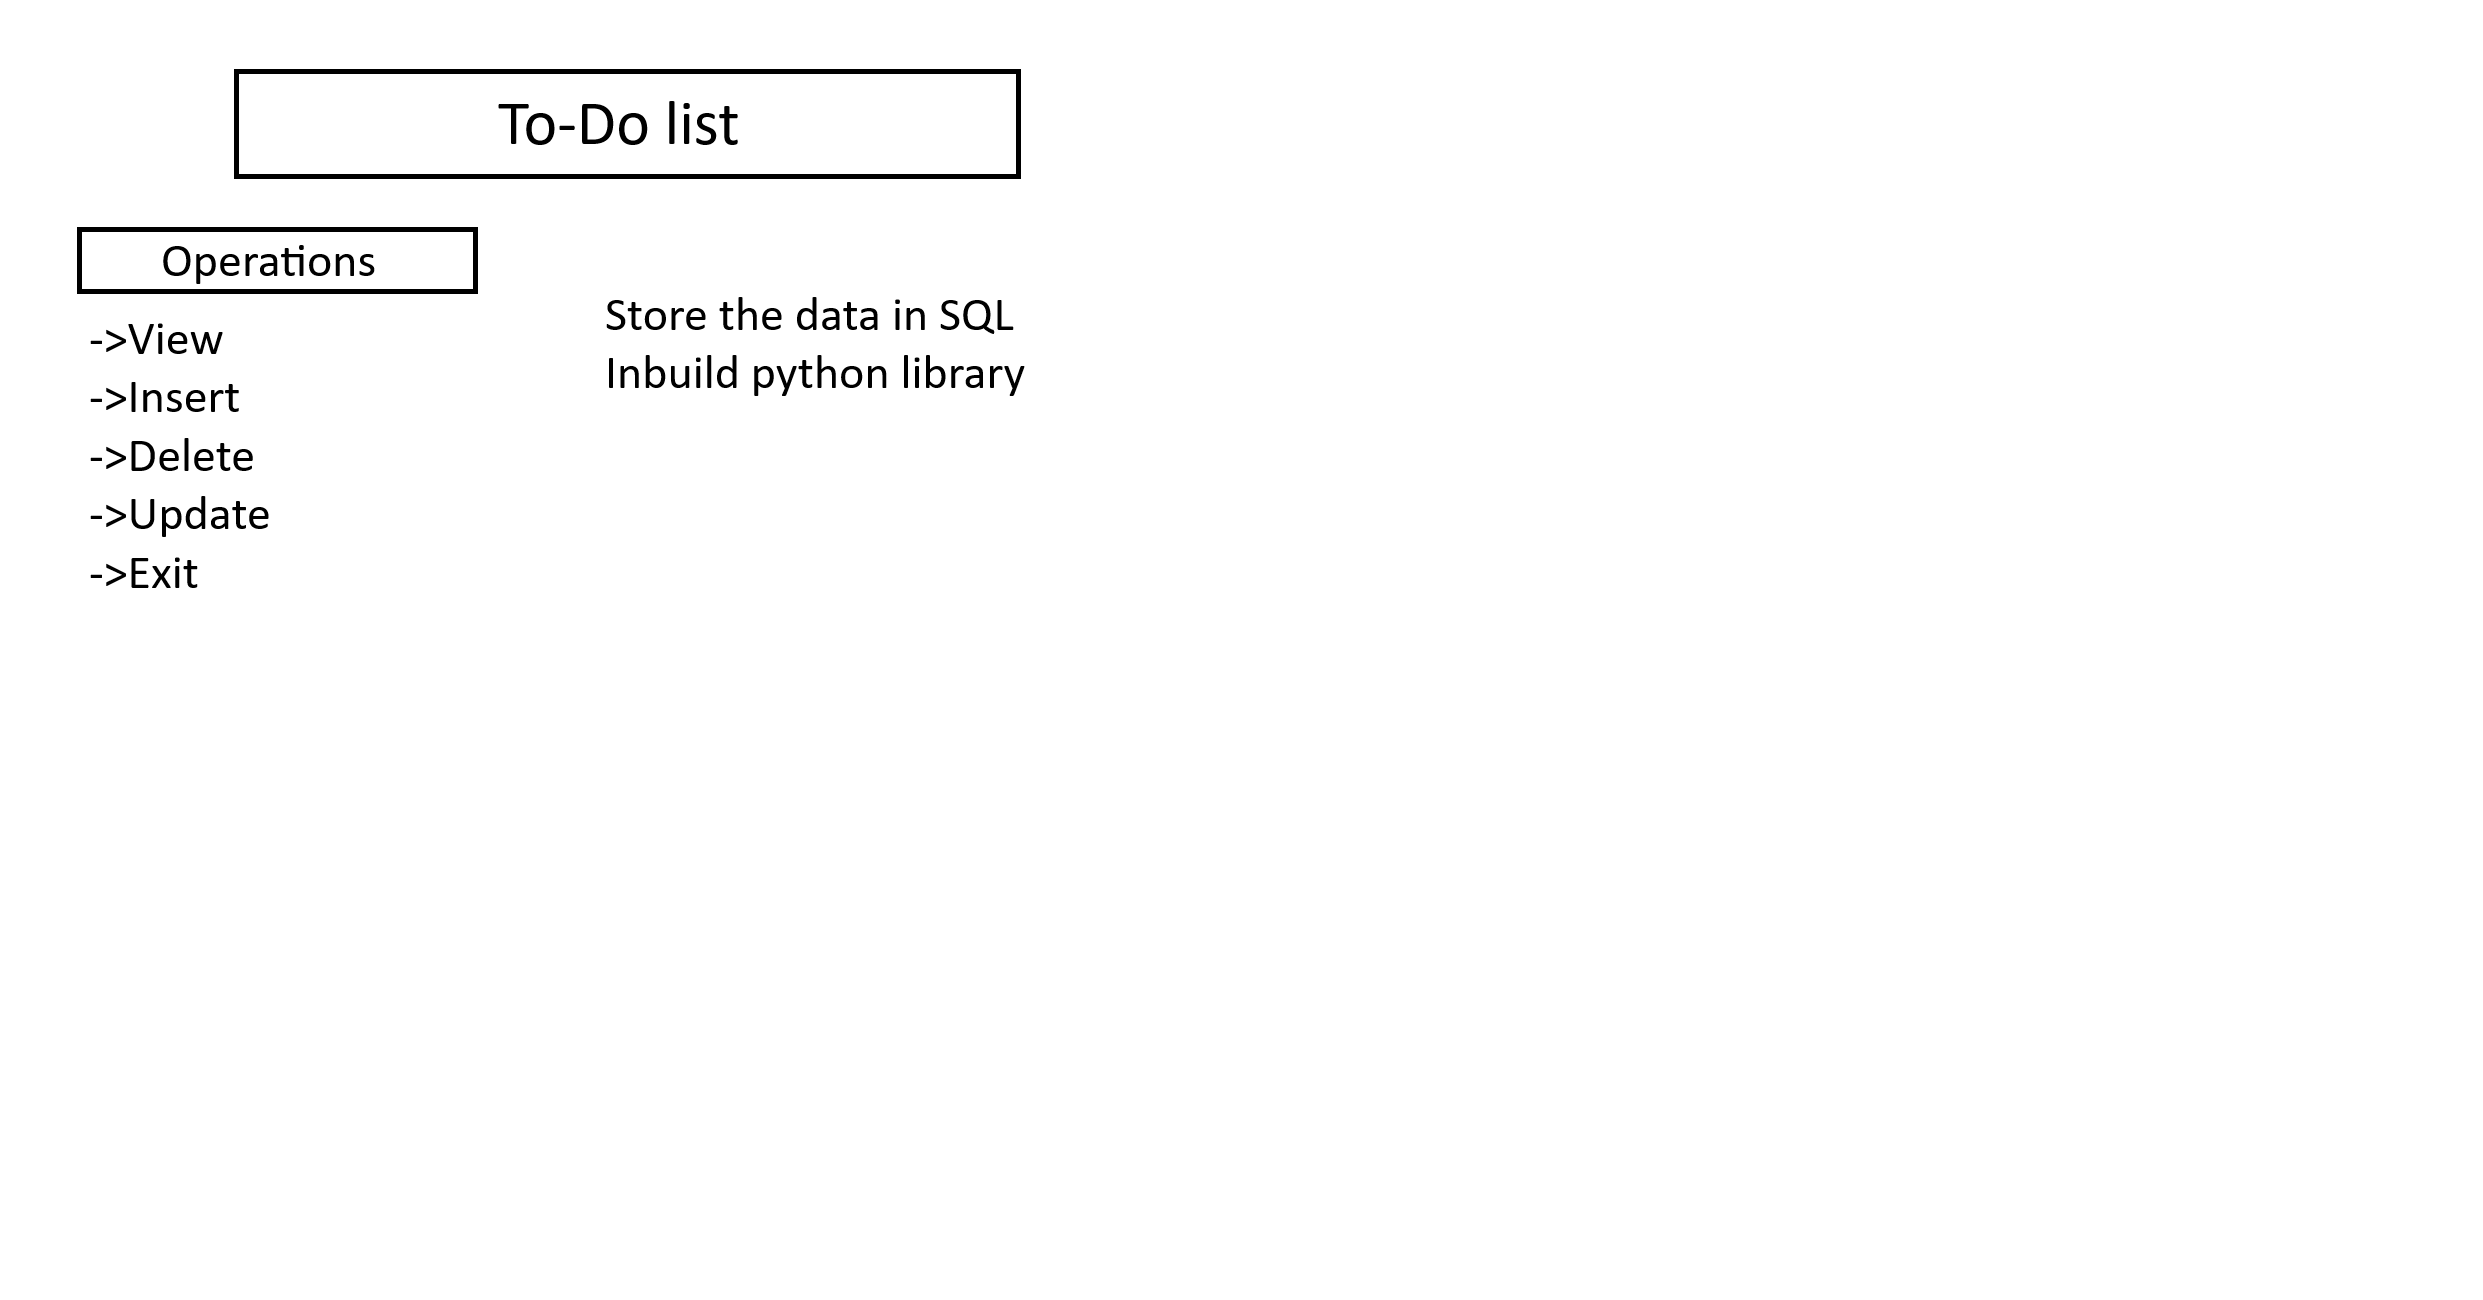 To-Do list
Operations
->View
->Insert
->Delete
->Update
->Exit
Store the data in SQL
Inbuild python library